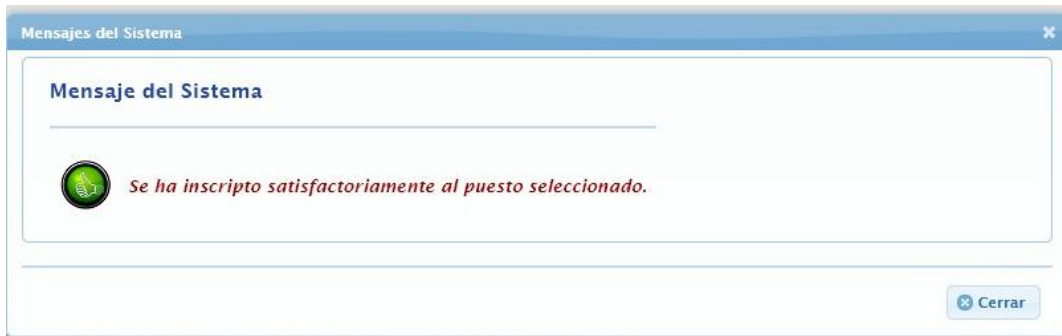 Mensajes del Sistema
Mensaje del Sistema
Se ha inscripto satisfactoriamente al puesto seleccionado.
Cerrar